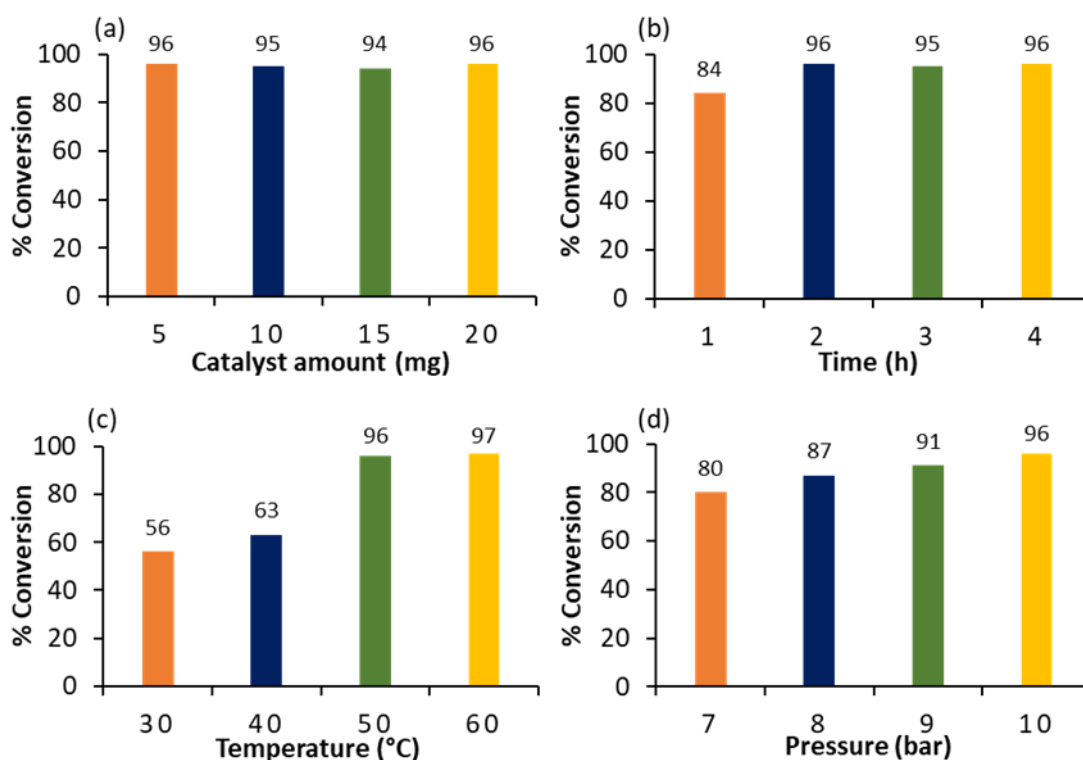 (a)
96 95 94 96
100
80
60
40
20
0
% Conversion
5 10 15 20
Catalyst amount (mg)
(b)
84 96 95 96
100
80
60
40
20
0
% Conversion
1 2 3 4
Time (h)
(c)
56 63 96 97
100
80
60
40
20
0
% Conversion
30 40 50 60
Temperature (°C)
(d)
80 87 91 96
100
80
60
40
20
0
% Conversion
7 8 9 10
Pressure (bar)